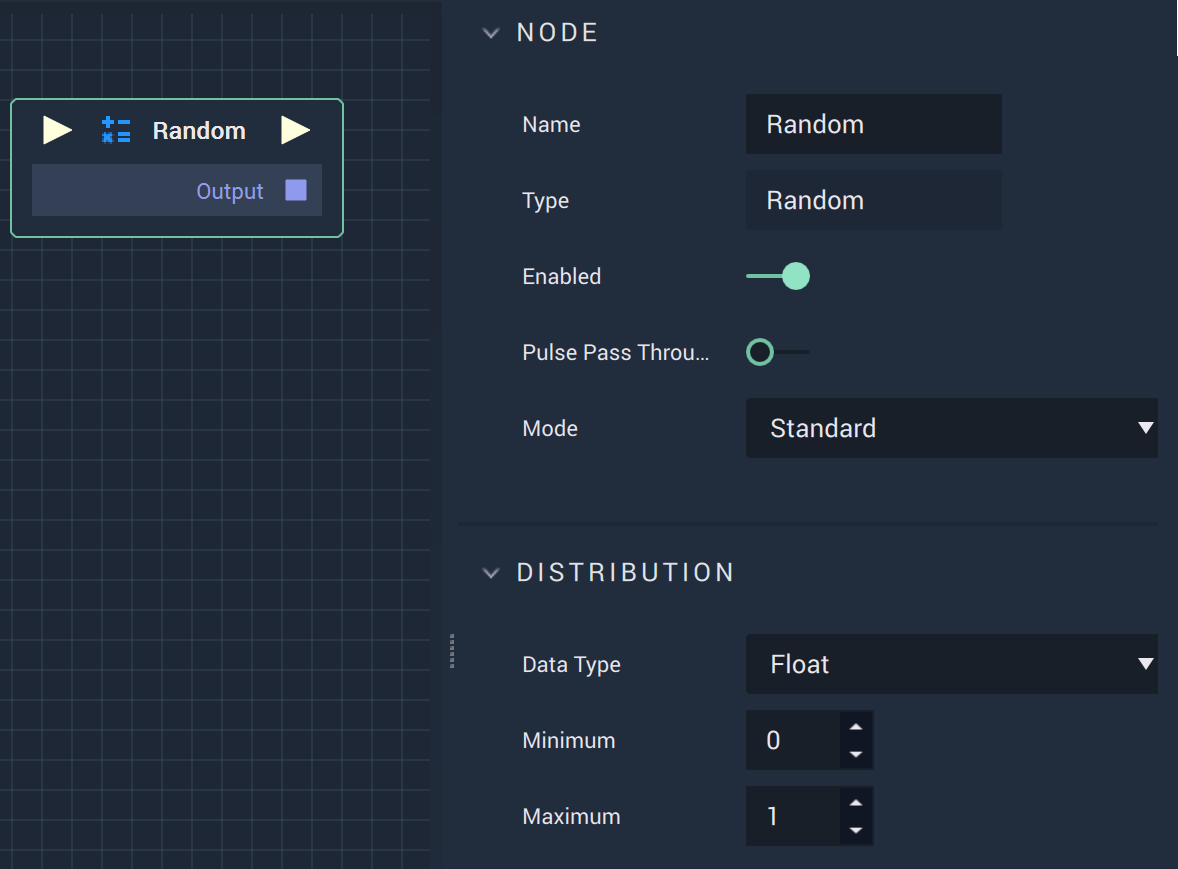 Random
Output
NODE
Name
Random
Type
Random
Enabled
Pulse Pass Throu...
Mode
Standard
DISTRIBUTION
Data Type
Float
Minimum
0
Maximum
1